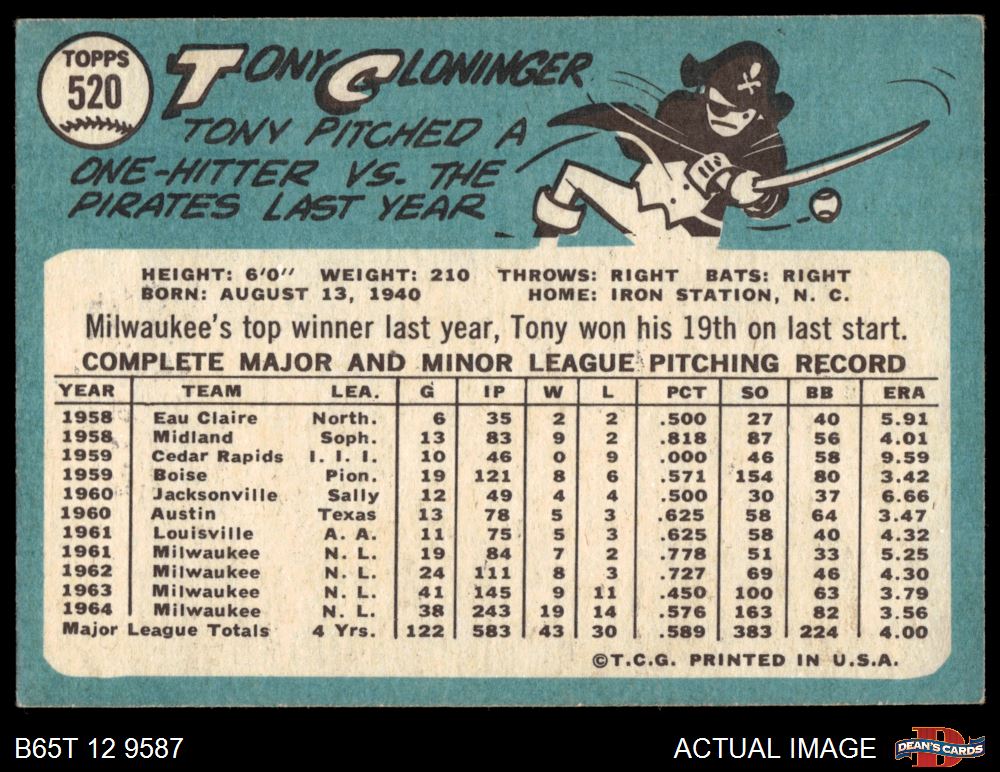 TOPPS
520
TONY CLONINGER
TONY PITCHED A
ONE-HITTER VS. THE
PIRATES LAST YEAR
HEIGHT: 6'0" WEIGHT: 210 THROWS: RIGHT BATS: RIGHT
BORN: AUGUST 13, 1940 HOME: IRON STATION, N. C.
Milwaukee's top winner last year, Tony won his 19th on last start.
COMPLETE MAJOR AND MINOR LEAGUE PITCHING RECORD
YEAR TEAM LEA. G IP W L PCT SO BB ERA
1958 Eau Claire North. 6 35 2 2 .500 27 40 5.91
1958 Midland Soph. 13 83 9 2 .818 87 56 4.01
1959 Cedar Rapids I. I. I. 10 46 0 9 .000 46 58 9.59
1959 Boise Pion. 19 121 8 6 .571 154 80 3.42
1960 Jacksonville Sally 12 49 4 4 .500 30 37 6.66
1960 Austin Texas 13 78 5 3 .625 58 64 3.47
1961 Louisville A. A. 11 75 5 3 .625 58 40 4.32
1961 Milwaukee N. L. 19 84 7 2 .778 51 33 5.25
1962 Milwaukee N. L. 24 111 8 3 .727 69 46 4.30
1963 Milwaukee N. L. 41 145 9 11 .450 100 63 3.79
1964 Milwaukee N. L. 38 243 19 14 .576 163 82 3.56
Major League Totals 4 Yrs. 122 583 43 30 .589 383 224 4.00
©T.C.G. PRINTED IN U.S.A.
B65T 12 9587
ACTUAL IMAGE
D
DEAN'S CARDS